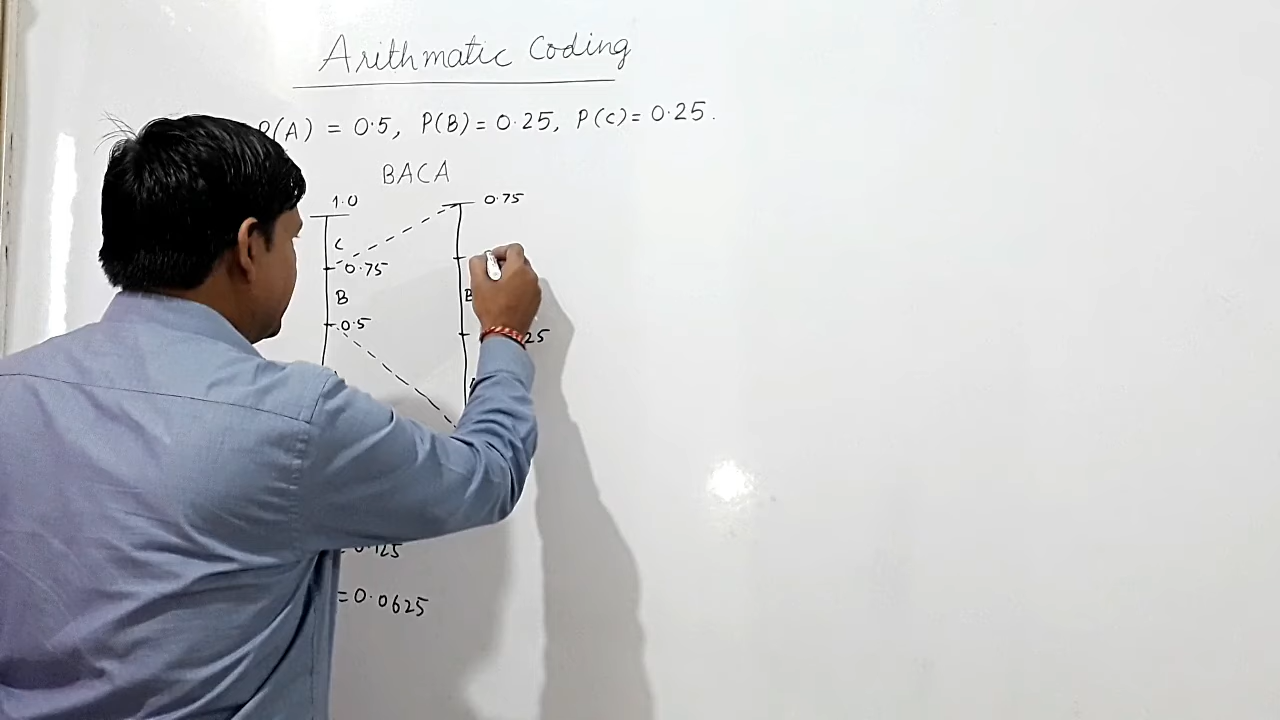 Arithmatic Coding
P(A) = 0.5, P(B) = 0.25, P(C) = 0.25.
BACA
1.0
0.75
C
0.75
B
B
0.5
25
= 0.125
= 0.0625